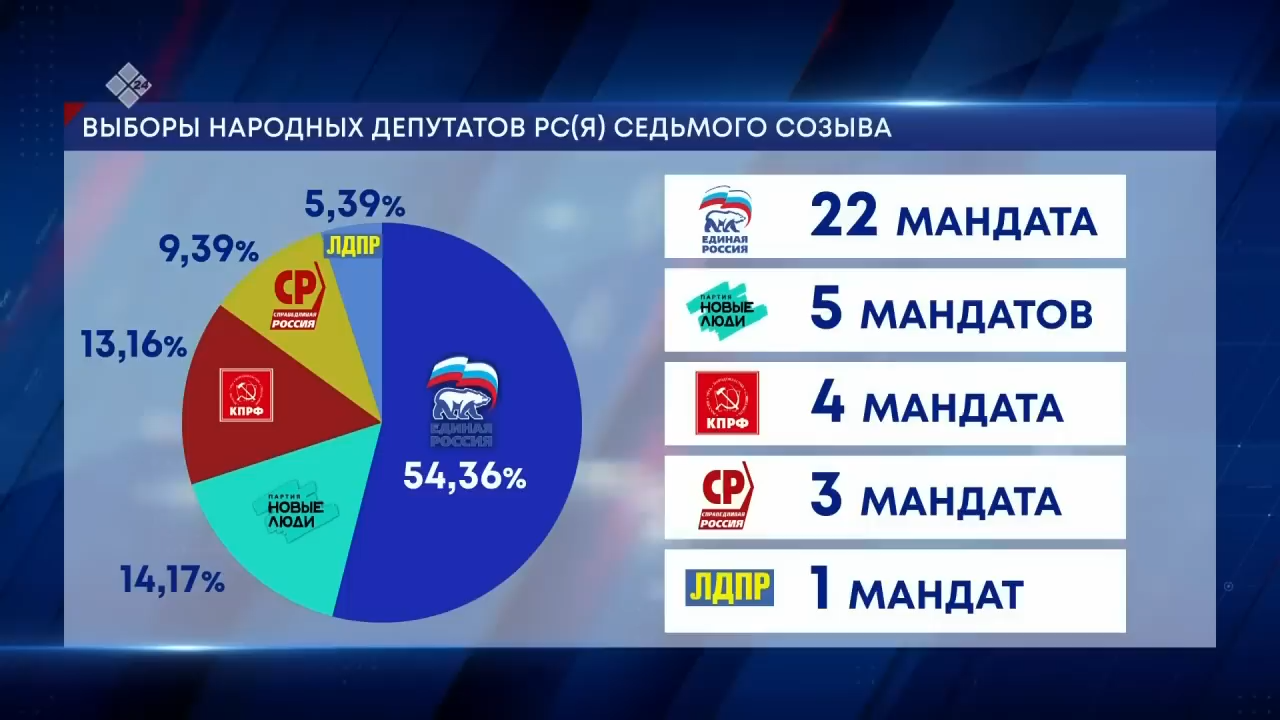 Х24
ВЫБОРЫ НАРОДНЫХ ДЕПУТАТОВ РС(Я) СЕДЬМОГО СОЗЫВА
5,39%
9,39%
ЛДПР
СР
СПРАВЕДЛИВАЯ
РОССИЯ
13,16%
КПРФ
ЕДИНАЯ
РОССИЯ
54,36%
ПАРТИЯ
НОВЫЕ
ЛЮДИ
14,17%
ЕДИНАЯ
РОССИЯ
22 МАНДАТА
ПАРТИЯ
НОВЫЕ
ЛЮДИ
5 МАНДАТОВ
КПРФ
4 МАНДАТА
СР
СПРАВЕДЛИВАЯ
РОССИЯ
3 МАНДАТА
ЛДПР
1 МАНДАТ